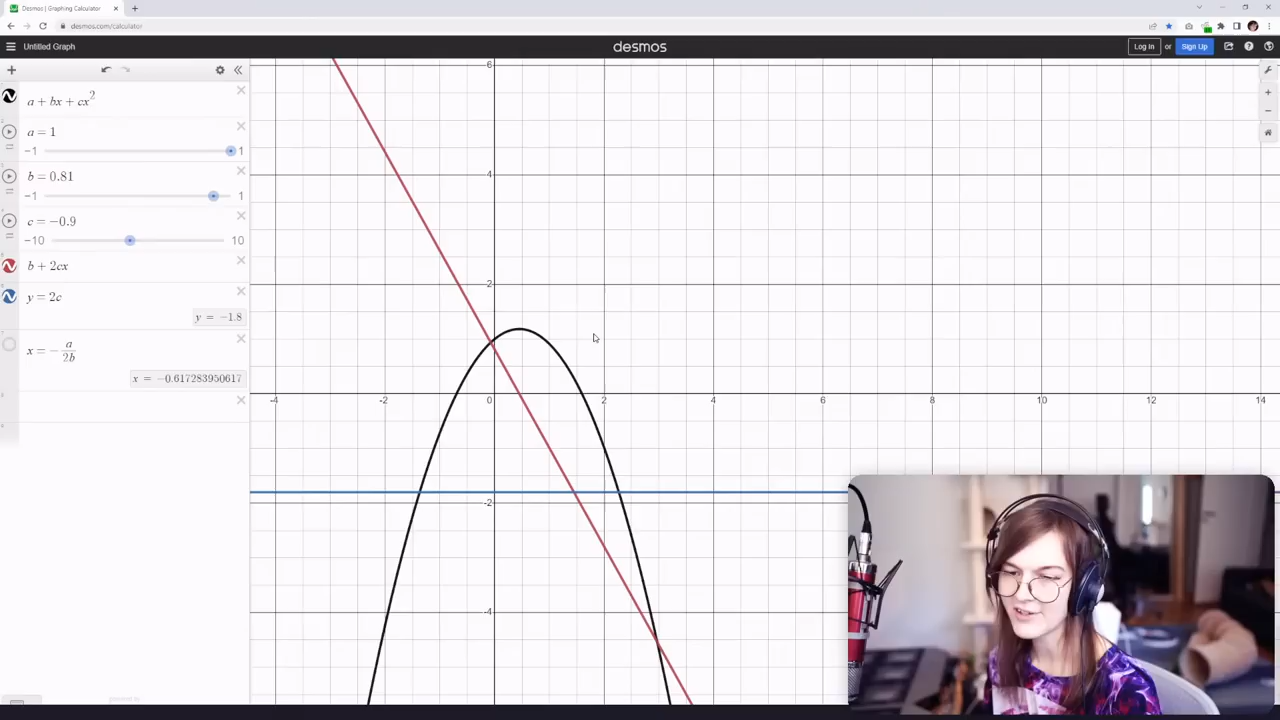 Desmos | Graphing Calculator
desmos.com/calculator
Untitled Graph
desmos
Log In or Sign Up
a + bx + cx^2
a = 1
-1 1
b = 0.81
-1 1
c = −0.9
-10 10
b + 2cx
y = 2c
y = −1.8
x = −a/2b
x = −0.617283950617
6
4
2
-4 -2 0 2 4 6 8 10 12 14
-2
-4